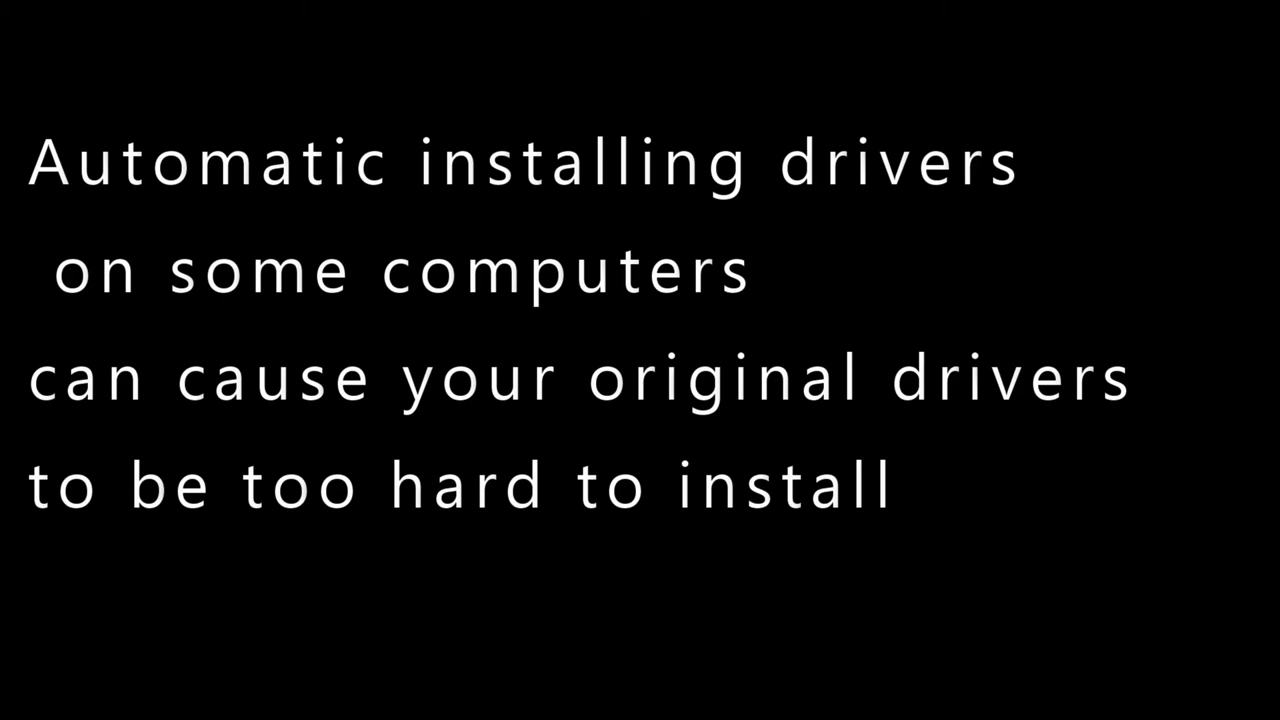 Automatic installing drivers
on some computers
can cause your original drivers
to be too hard to install